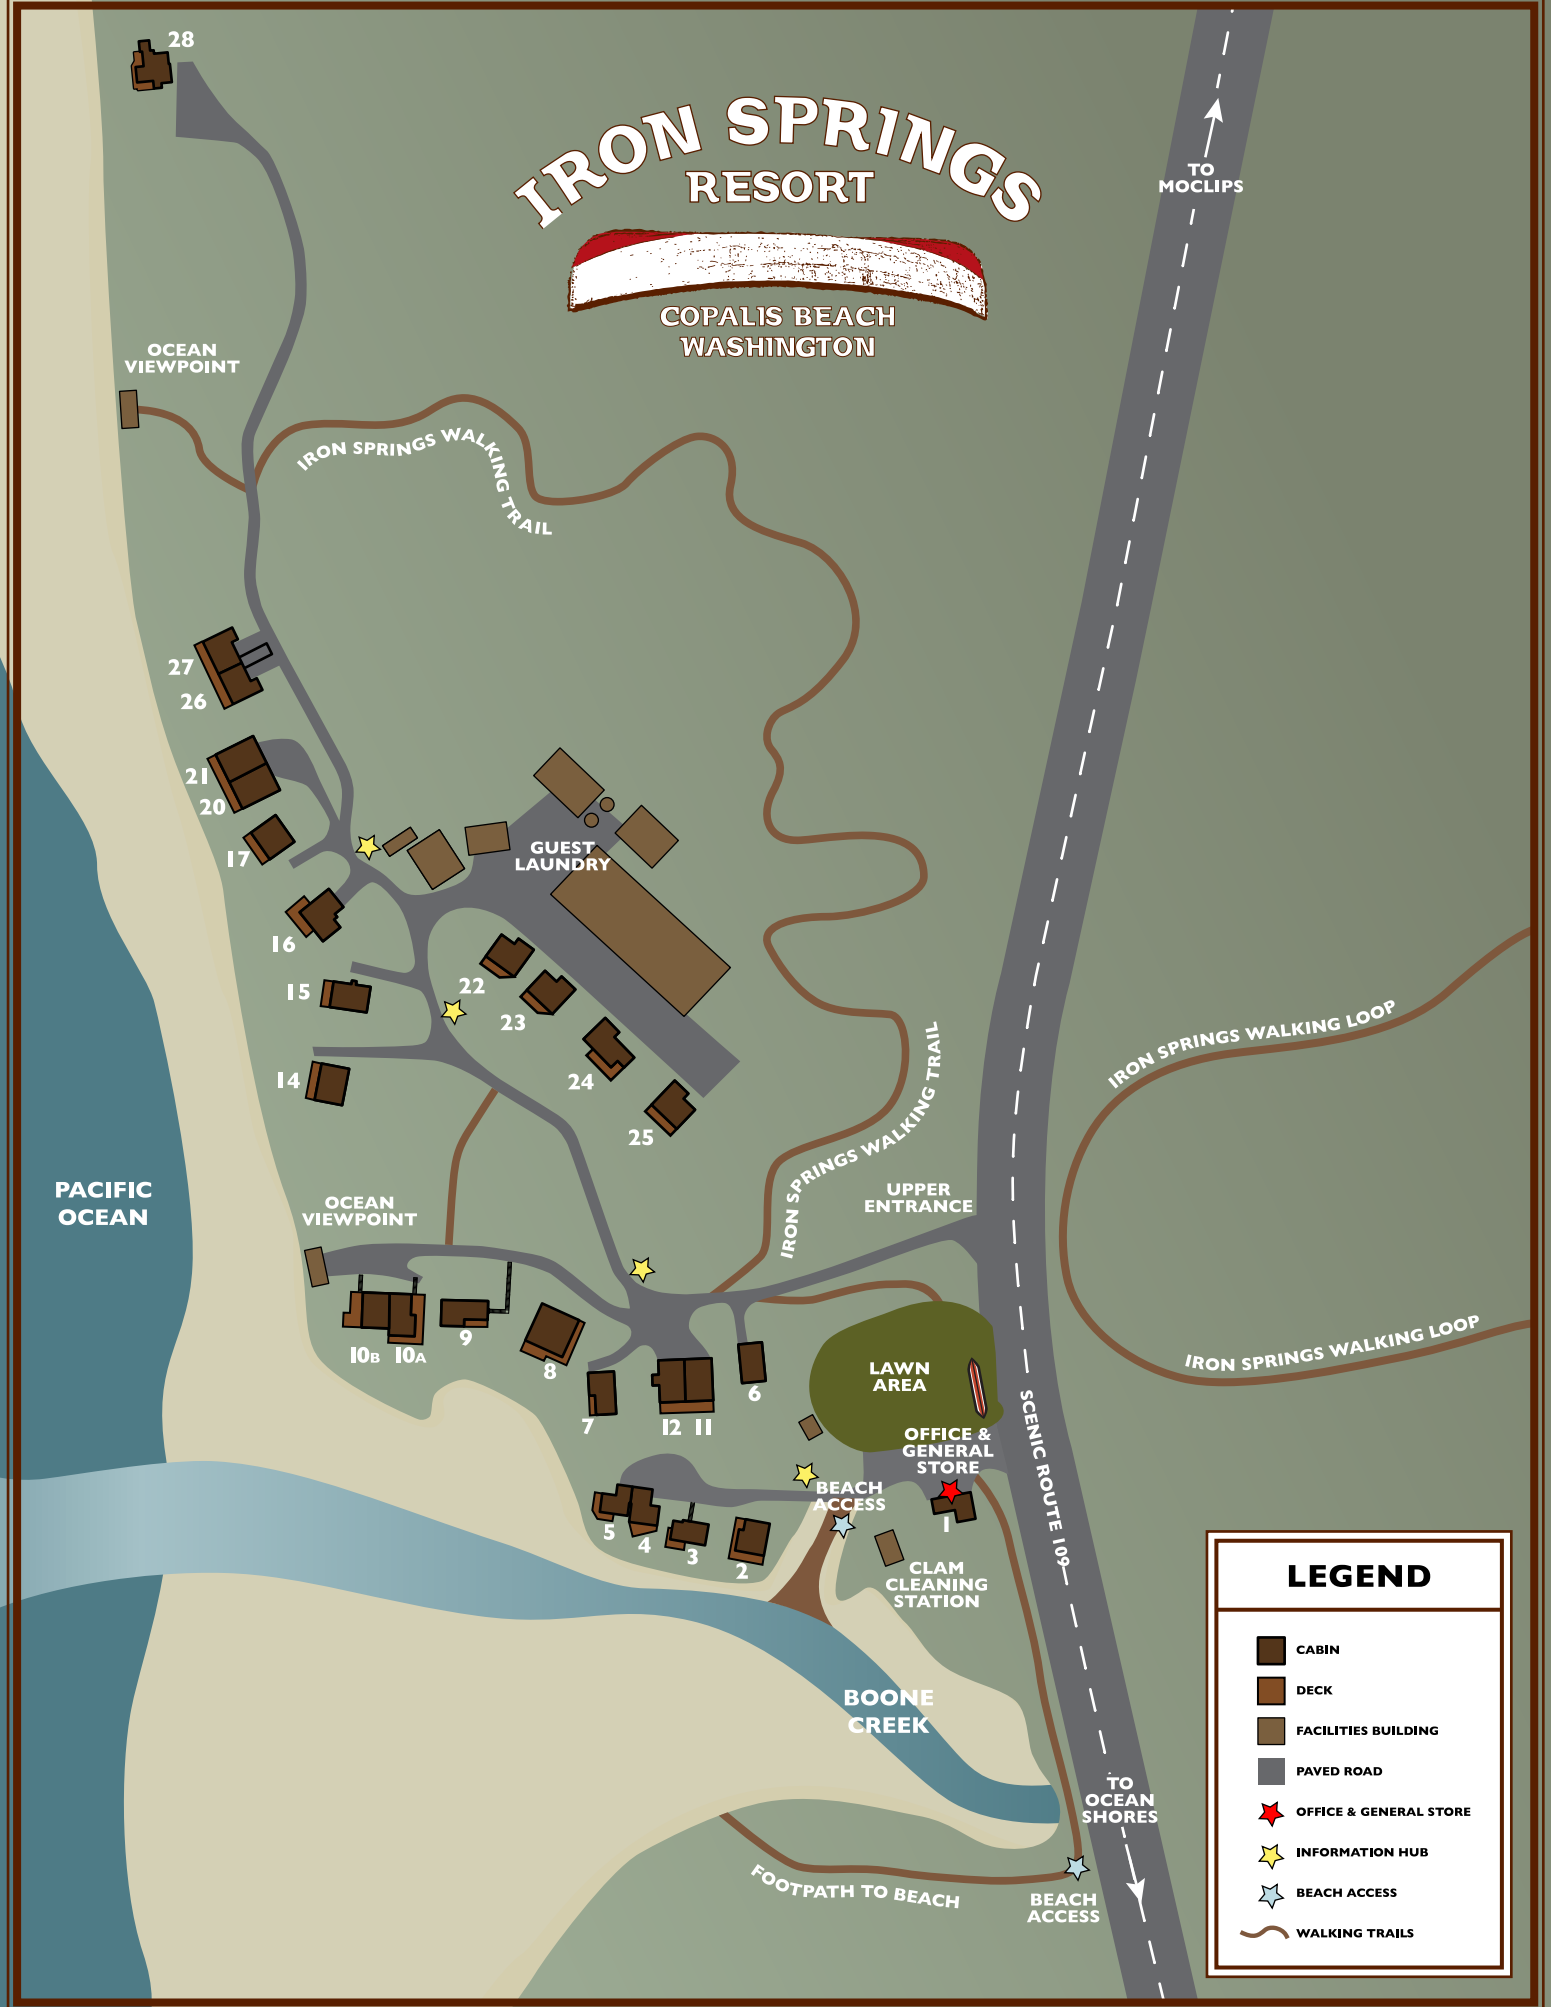 28
IRON SPRINGS
RESORT
COPALIS BEACH
WASHINGTON
TO
MOCLIPS
OCEAN
VIEWPOINT
IRON SPRINGS WALKING TRAIL
27
26
21
20
17
GUEST
LAUNDRY
16
15
22
23
14
24
25
IRON SPRINGS WALKING LOOP
IRON SPRINGS WALKING TRAIL
PACIFIC
OCEAN
OCEAN
VIEWPOINT
UPPER
ENTRANCE
10B
10A
9
8
7
12
11
6
LAWN
AREA
IRON SPRINGS WALKING LOOP
SCENIC ROUTE 109
OFFICE &
GENERAL
STORE
BEACH
ACCESS
5
4
3
2
1
CLAM
CLEANING
STATION
BOONE
CREEK
TO
OCEAN
SHORES
FOOTPATH TO BEACH
BEACH
ACCESS
LEGEND
CABIN
DECK
FACILITIES BUILDING
PAVED ROAD
OFFICE & GENERAL STORE
INFORMATION HUB
BEACH ACCESS
WALKING TRAILS